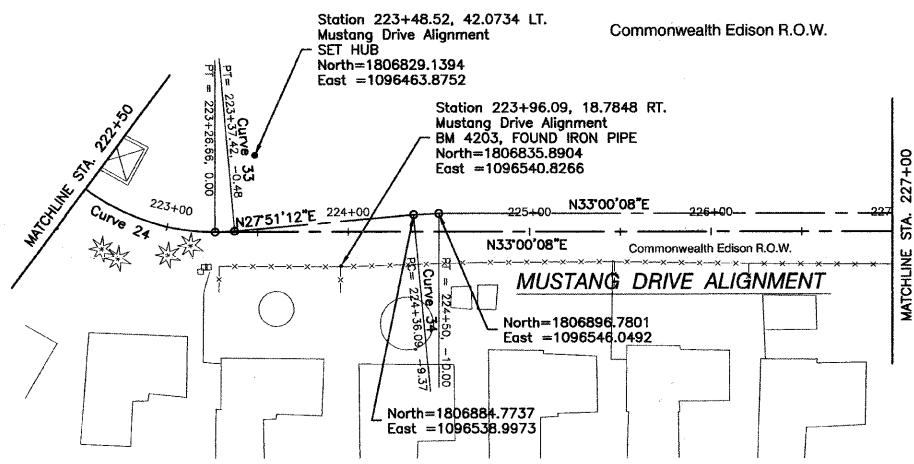 Station 223+48.52, 42.0734 LT.
Mustang Drive Alignment
SET HUB
North=1806829.1394
East =1096463.8752
Commonwealth Edison R.O.W.
Station 223+96.09, 18.7848 RT.
Mustang Drive Alignment
BM 4203, FOUND IRON PIPE
North=1806835.8904
East =1096540.8266
MATCHLINE STA. 222+50
PT= 223+26.66, 0.00
PT= 223+37.42, -0.48
Curve 33
MATCHLINE STA. 227+00
Curve 24
223+00
N27°51'12"E
224+00
225+00
N33°00'08"E
226+00
227
N33°00'08"E
Commonwealth Edison R.O.W.
MUSTANG DRIVE ALIGNMENT
PC= 224+36.09, -9.37
Curve 34
PT= 224+50, -10.00
North=1806896.7801
East =1096546.0492
North=1806884.7737
East =1096538.9973